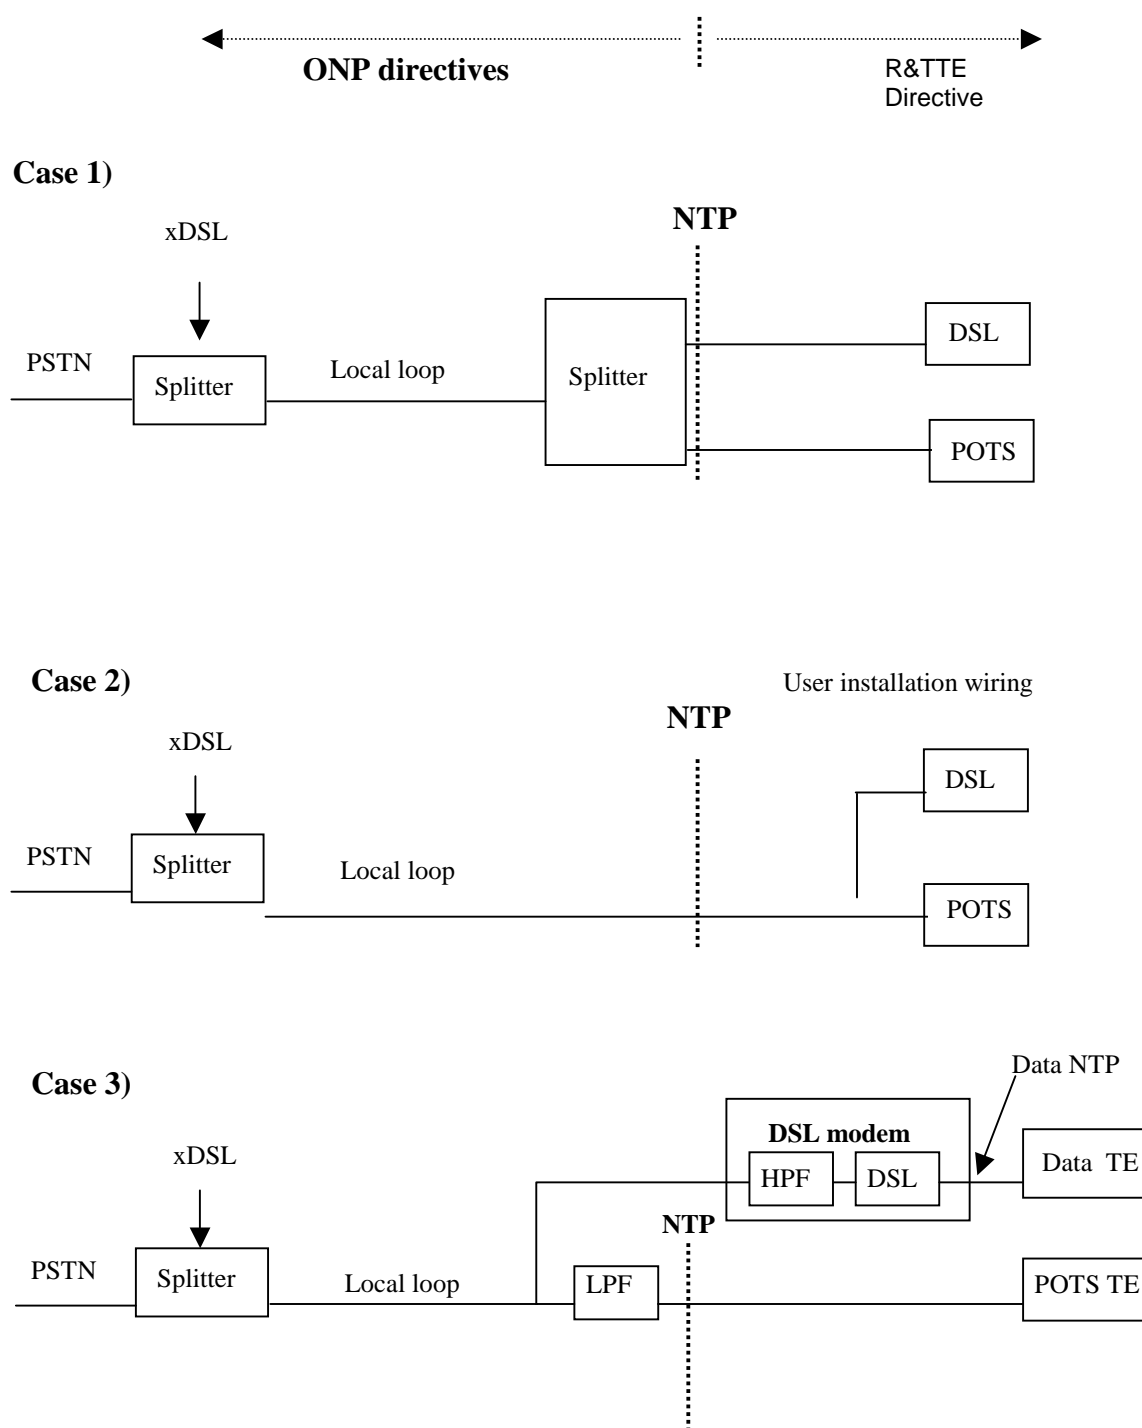 ONP directives
R&TTE
Directive
Case 1)
NTP
xDSL
DSL
PSTN
Splitter
Local loop
Splitter
POTS
Case 2)
User installation wiring
NTP
xDSL
DSL
PSTN
Splitter
Local loop
POTS
Case 3)
Data NTP
DSL modem
xDSL
HPF
DSL
Data TE
NTP
PSTN
Splitter
Local loop
LPF
POTS TE